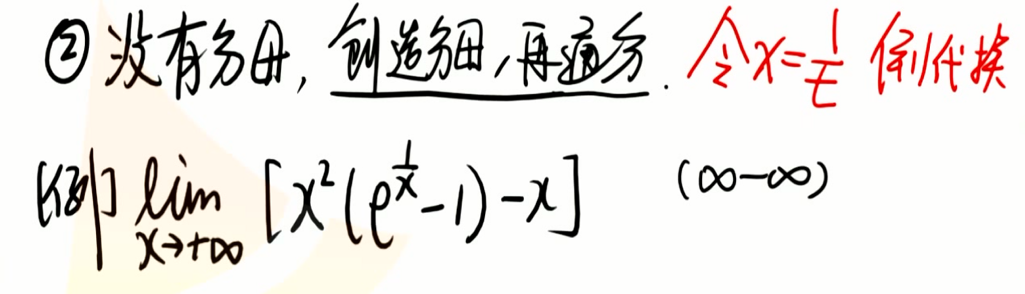 ② 没有分母, 创造分母, 再通分. 令x=1/t 倒代换
[例] lim x→+∞ [x²(e^{1/x}-1)-x] (∞-∞)